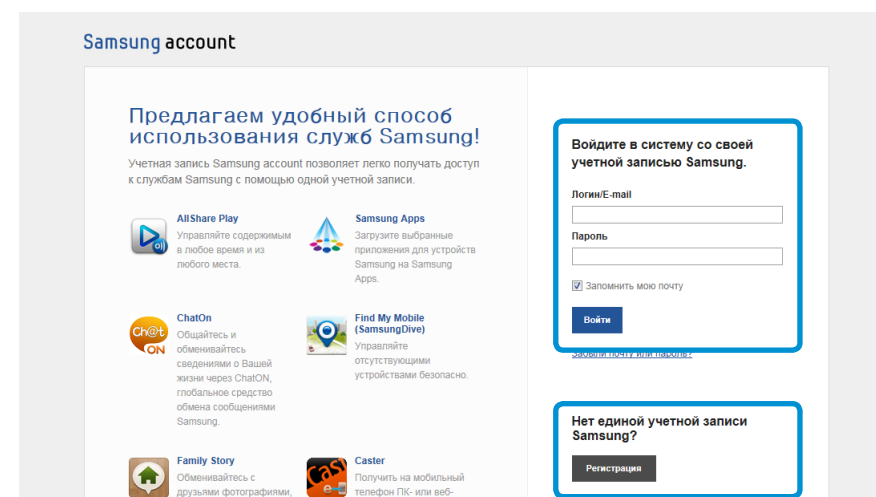 Samsung account
Предлагаем удобный способ
использования служб Samsung!
Учетная запись Samsung account позволяет легко получать доступ
к службам Samsung с помощью одной учетной записи.
AllShare Play
Управляйте содержимым
в любое время и из
любого места.
Samsung Apps
Загрузите выбранные
приложения для устройств
Samsung на Samsung
Apps.
Ch@t
ON
ChatOn
Общайтесь и
обменивайтесь
сведениями о Вашей
жизни через ChatON,
глобальное средство
обмена сообщениями
Samsung.
Find My Mobile
(SamsungDive)
Управляйте
отсутствующими
устройствами безопасно.
Family Story
Обменивайтесь с
друзьями фотографиями,
Caster
Получить на мобильный
телефон ПК- или веб-
Войдите в систему со своей
учетной записью Samsung.
Логин/E-mail
Пароль
Запомнить мою почту
Войти
Забыли почту или пароль?
Нет единой учетной записи
Samsung?
Регистрация